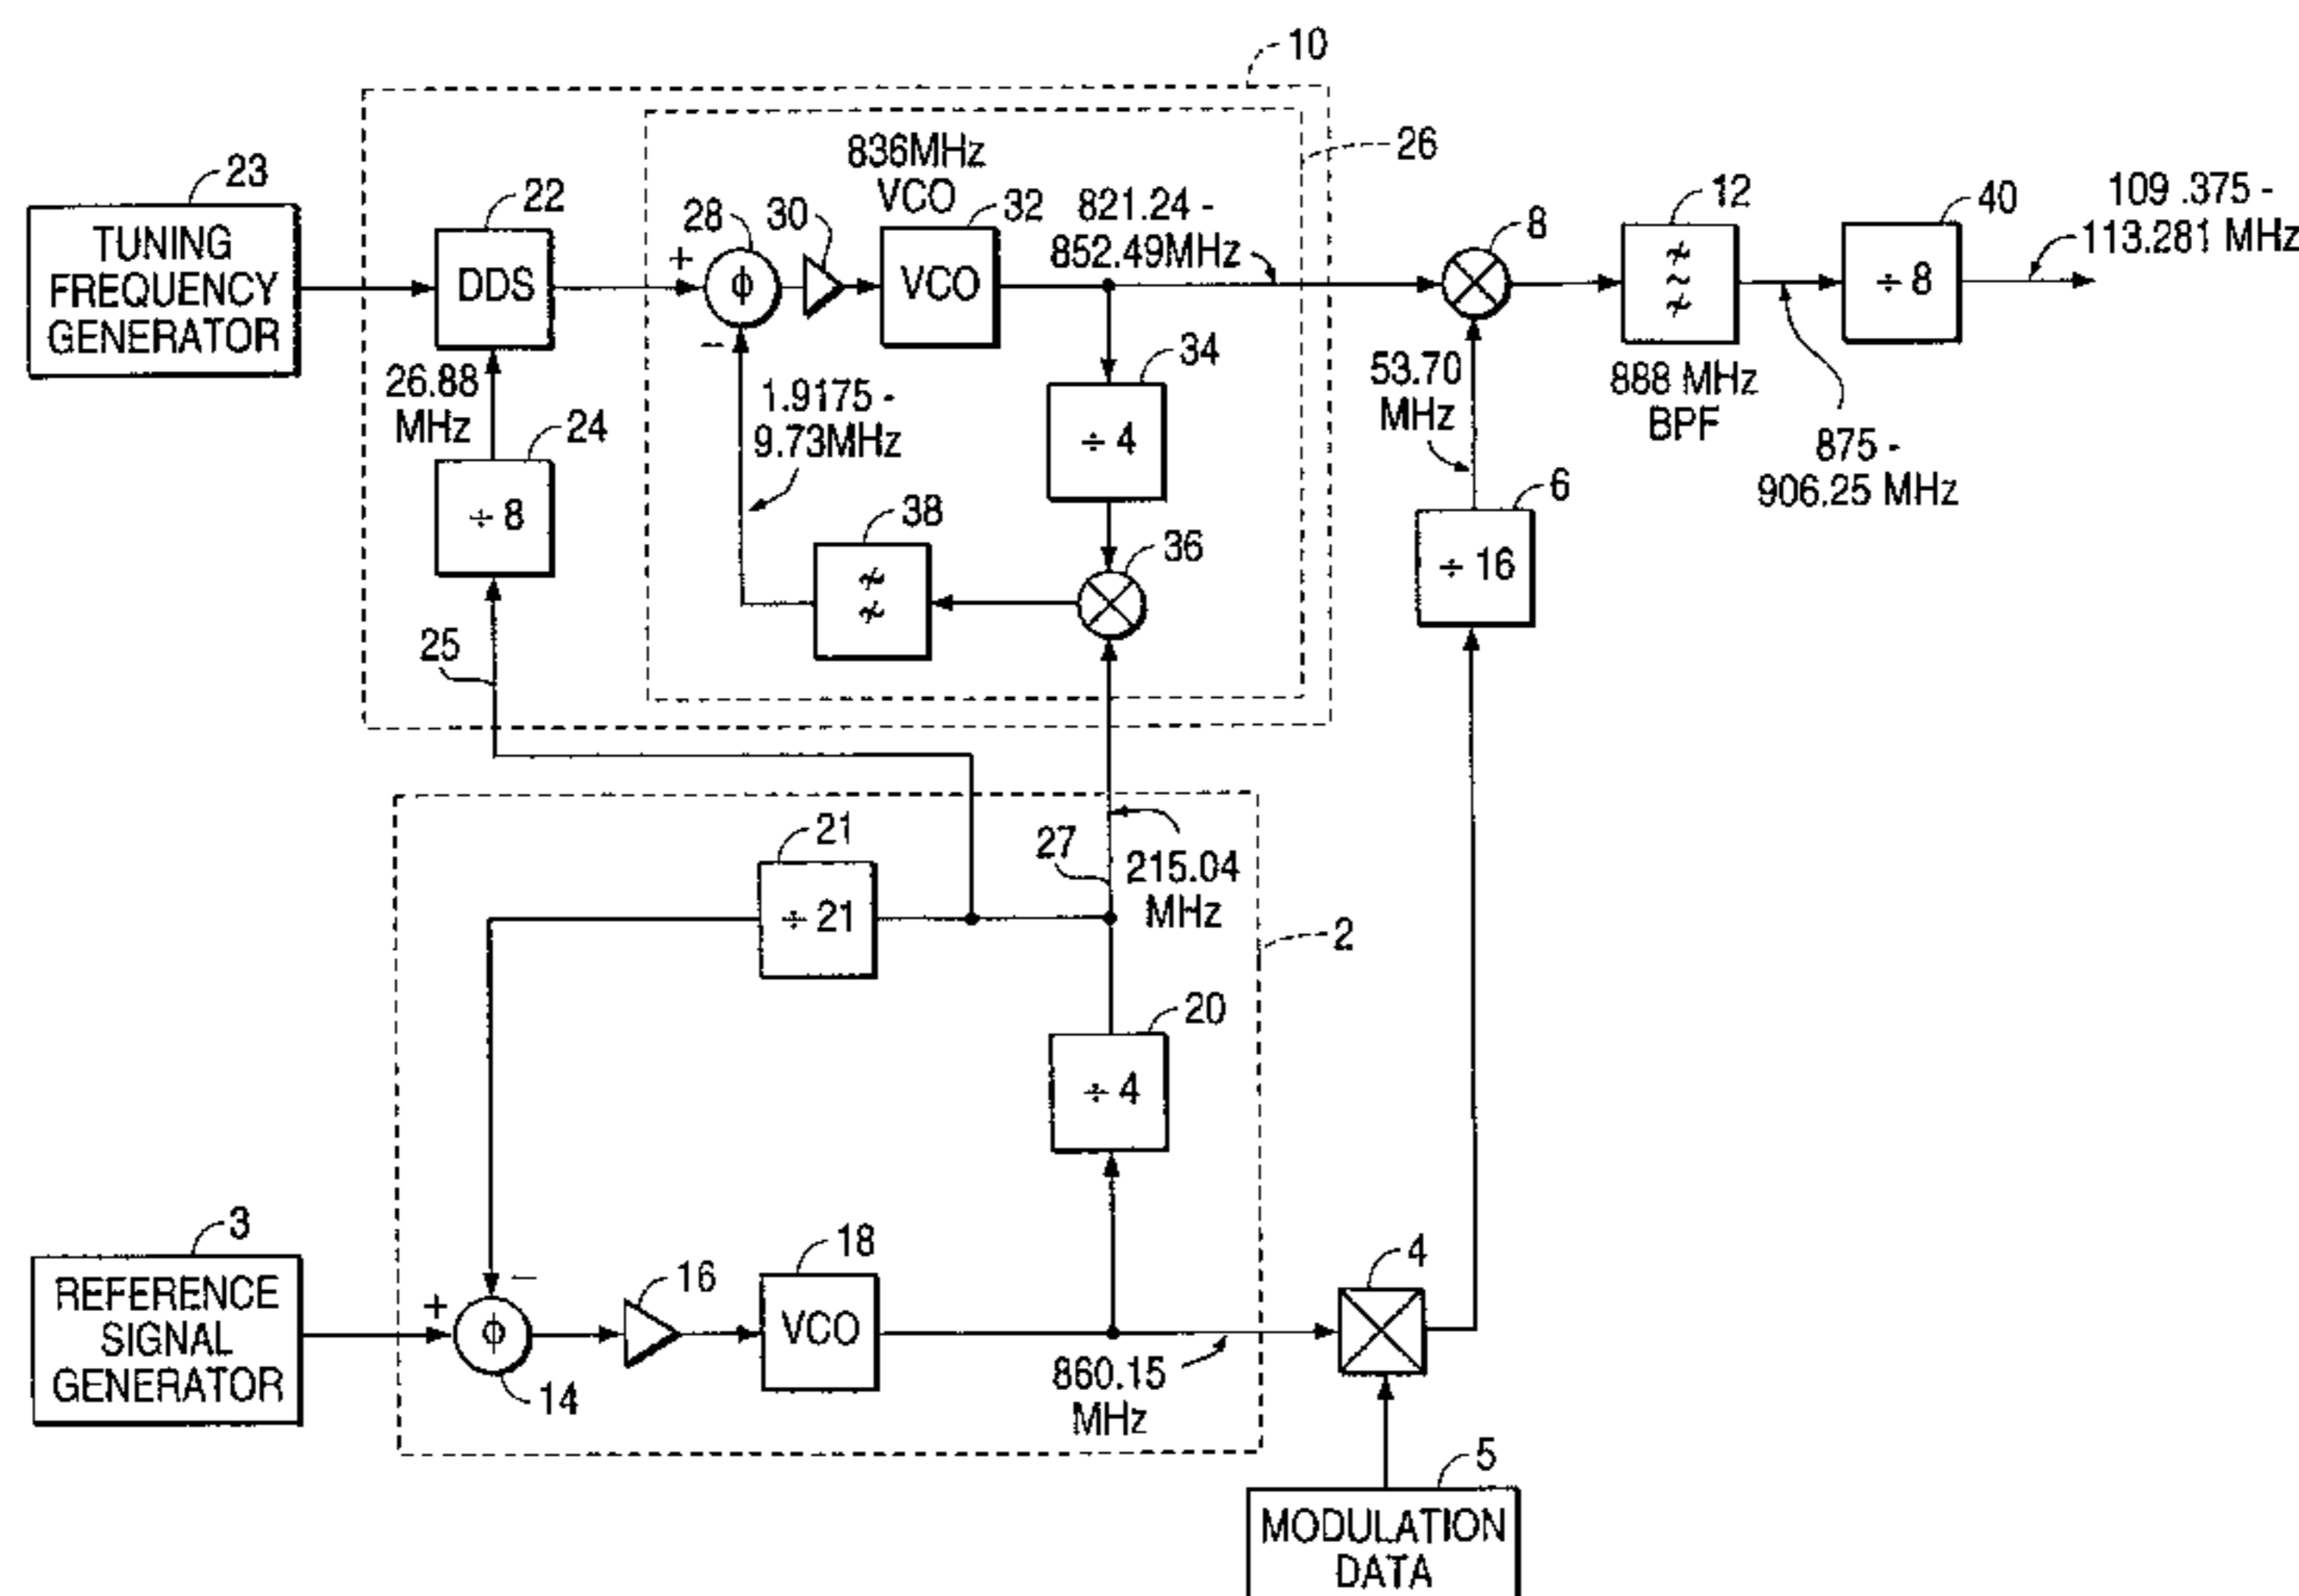 10
23
TUNING
FREQUENCY
GENERATOR
22
DDS
26.88
MHz
24
÷ 8
25
836MHz
VCO
26
28
ϕ
30
VCO
32
821.24 -
852.49MHz
+
−
1.9175 -
9.73MHz
34
÷ 4
38
36
8
12
888 MHz
BPF
40
÷ 8
109 .375 -
113.281 MHz
875 -
906.25 MHz
53.70
MHz
6
÷ 16
21
÷ 21
27
215.04
MHz
2
20
÷ 4
3
REFERENCE
SIGNAL
GENERATOR
+
−
ϕ
14
16
18
VCO
860.15
MHz
4
5
MODULATION
DATA